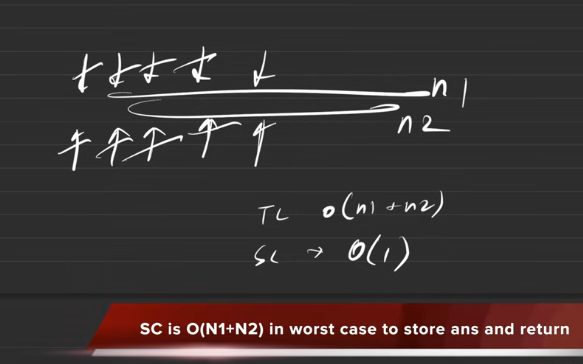 n1
n2
TC O(n1+n2)
SC → O(1)
SC is O(N1+N2) in worst case to store ans and return